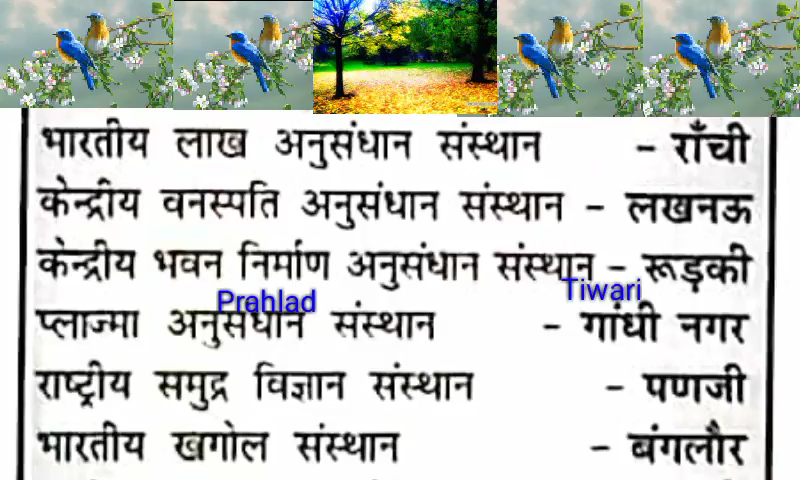 भारतीय लाख अनुसंधान संस्थान - राँची
केन्द्रीय वनस्पति अनुसंधान संस्थान - लखनऊ
केन्द्रीय भवन निर्माण अनुसंधान संस्थान - रूड़की
Prahlad Tiwari
प्लाज्मा अनुसंधान संस्थान - गांधी नगर
राष्ट्रीय समुद्र विज्ञान संस्थान - पणजी
भारतीय खगोल संस्थान - बंगलौर